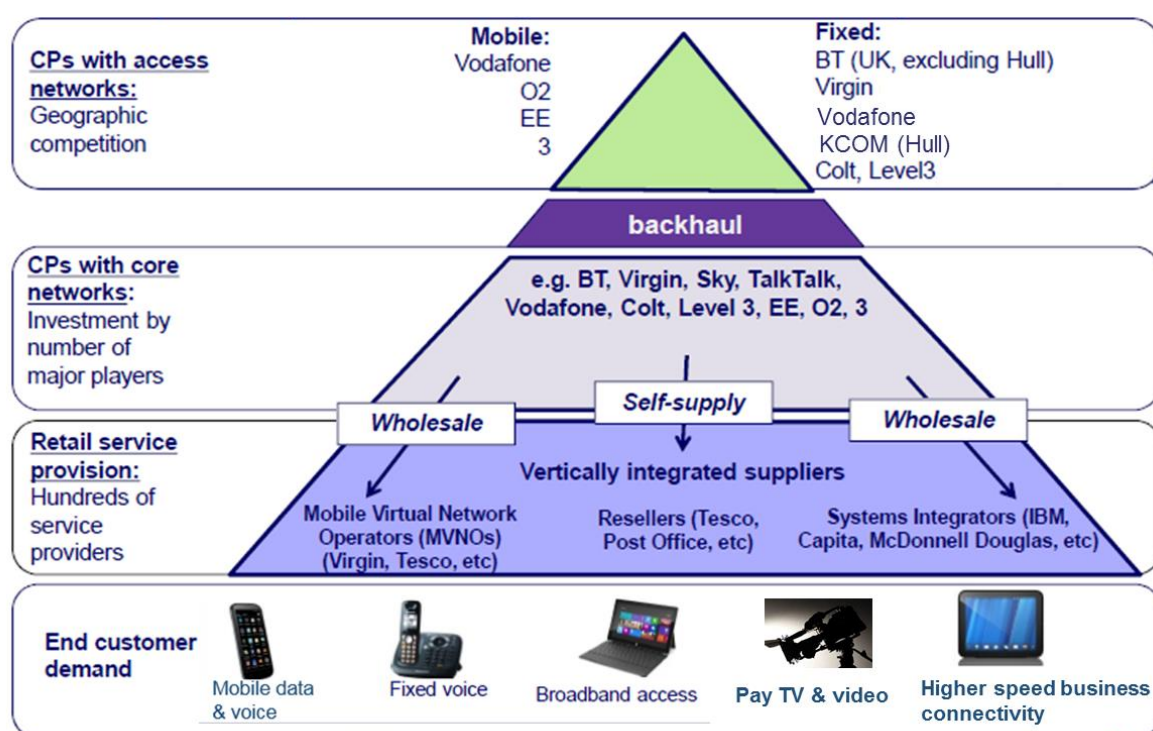 CPs with access
networks:
Geographic
competition
Mobile:
Vodafone
O2
EE
3
Fixed:
BT (UK, excluding Hull)
Virgin
Vodafone
KCOM (Hull)
Colt, Level3
backhaul
CPs with core
networks:
Investment by
number of
major players
e.g. BT, Virgin, Sky, TalkTalk,
Vodafone, Colt, Level 3, EE, O2, 3
Wholesale
Self-supply
Wholesale
Retail service
provision:
Hundreds of
service
providers
Vertically integrated suppliers
Mobile Virtual Network
Operators (MVNOs)
(Virgin, Tesco, etc)
Resellers (Tesco,
Post Office, etc)
Systems Integrators (IBM,
Capita, McDonnell Douglas, etc)
End customer
demand
Mobile data
& voice
Fixed voice
Broadband access
Pay TV & video
Higher speed business
connectivity